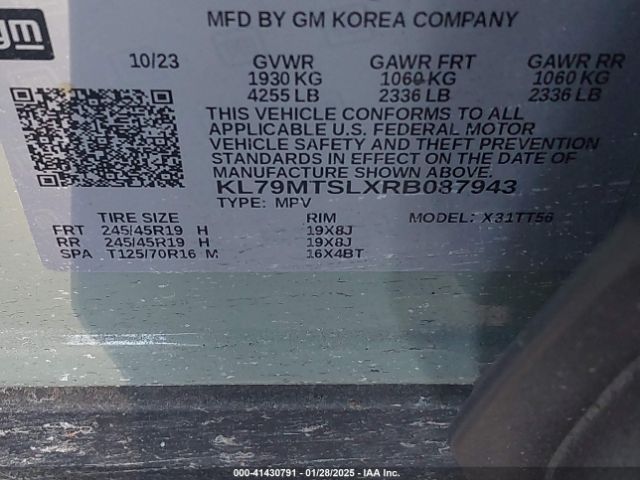 gm
MFD BY GM KOREA COMPANY
10/23 GVWR GAWR FRT GAWR RR
1930 KG 1060 KG 1060 KG
4255 LB 2336 LB 2336 LB
THIS VEHICLE CONFORMS TO ALL
APPLICABLE U.S. FEDERAL MOTOR
VEHICLE SAFETY AND THEFT PREVENTION
STANDARDS IN EFFECT ON THE DATE OF
MANUFACTURE SHOWN ABOVE.
KL79MTSLXRB087943
TYPE: MPV MODEL: X31TT56
TIRE SIZE RIM
FRT 245/45R19 H 19X8J
RR 245/45R19 H 19X8J
SPA T125/70R16 M 16X4BT
000-41430791 - 01/28/2025 - IAA Inc.